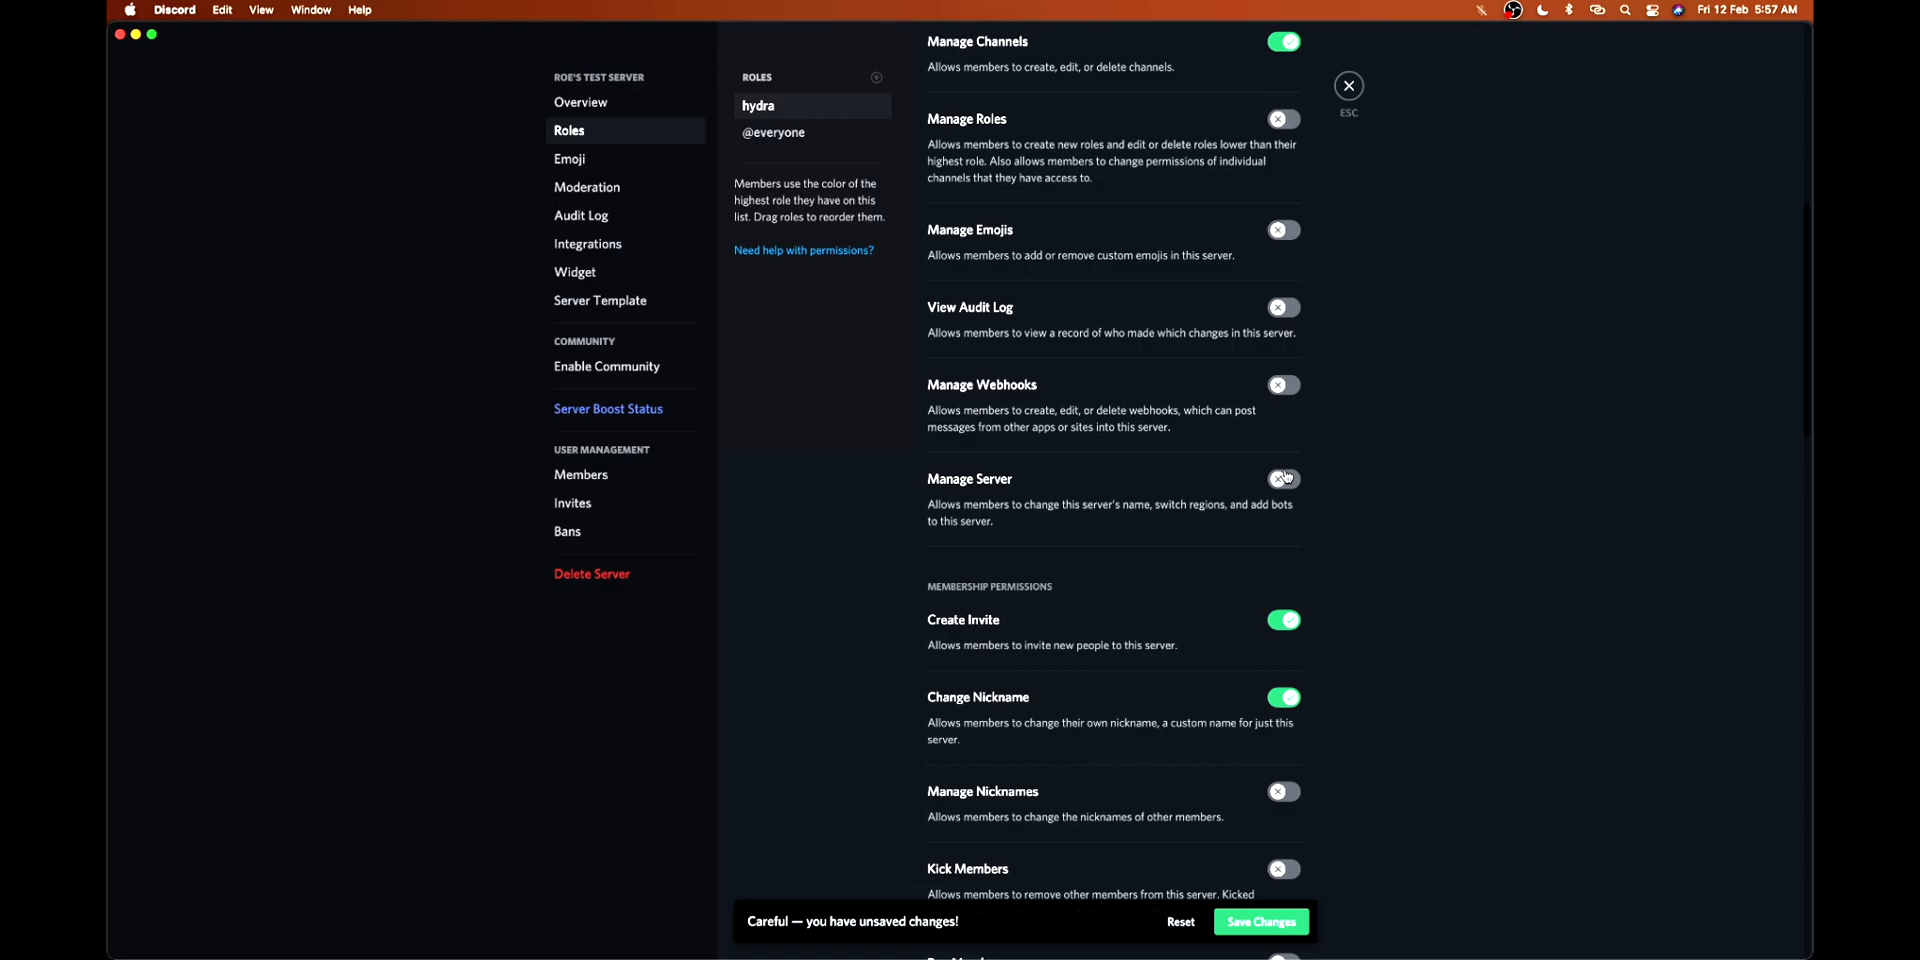 Discord Edit View Window Help
Fri 12 Feb 5:57 AM
ROE'S TEST SERVER
Overview
Roles
Emoji
Moderation
Audit Log
Integrations
Widget
Server Template
COMMUNITY
Enable Community
Server Boost Status
USER MANAGEMENT
Members
Invites
Bans
Delete Server
ROLES
hydra
@everyone
Members use the color of the
highest role they have on this
list. Drag roles to reorder them.
Need help with permissions?
Manage Channels
Allows members to create, edit, or delete channels.
Manage Roles
Allows members to create new roles and edit or delete roles lower than their
highest role. Also allows members to change permissions of individual
channels that they have access to.
Manage Emojis
Allows members to add or remove custom emojis in this server.
View Audit Log
Allows members to view a record of who made which changes in this server.
Manage Webhooks
Allows members to create, edit, or delete webhooks, which can post
messages from other apps or sites into this server.
Manage Server
Allows members to change this server's name, switch regions, and add bots
to this server.
MEMBERSHIP PERMISSIONS
Create Invite
Allows members to invite new people to this server.
Change Nickname
Allows members to change their own nickname, a custom name for just this
server.
Manage Nicknames
Allows members to change the nicknames of other members.
Kick Members
Allows members to remove other members from this server. Kicked
Careful — you have unsaved changes!
Reset
Save Changes
ESC